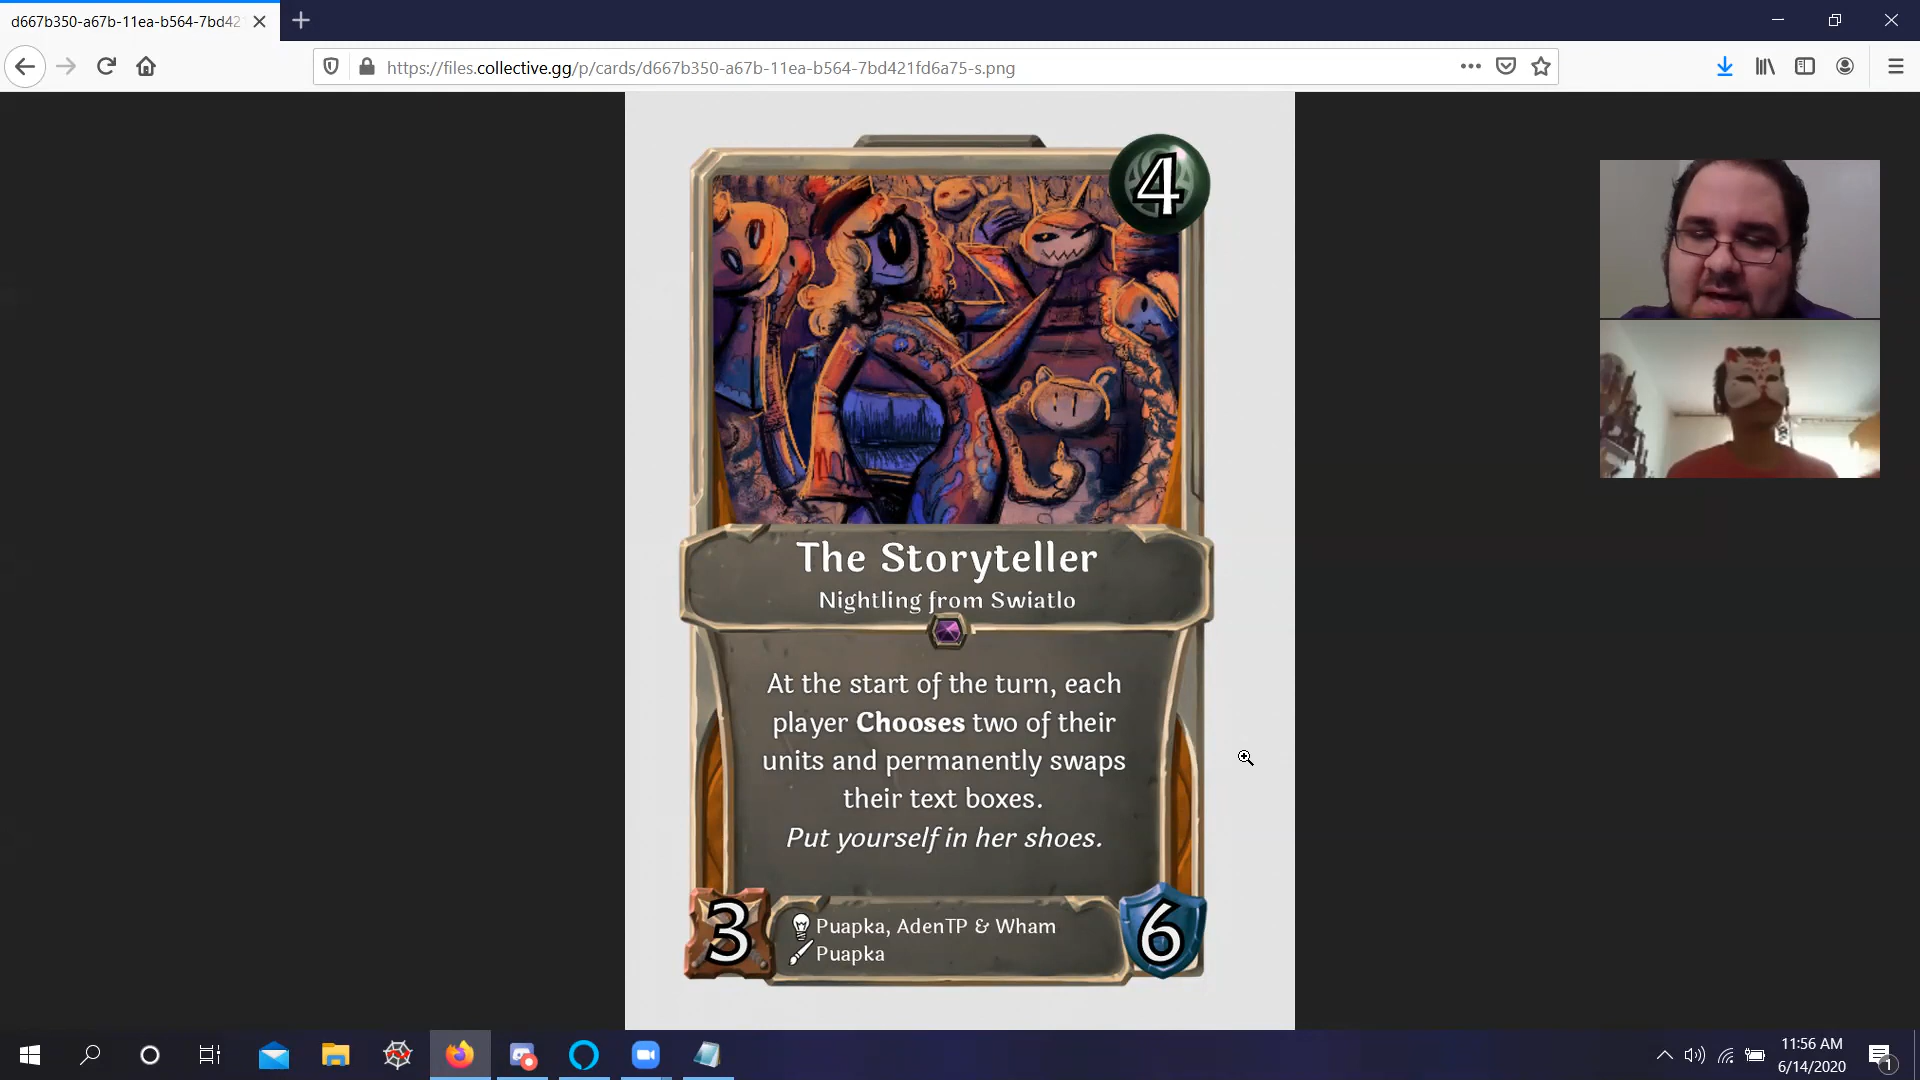 d667b350-a67b-11ea-b564-7bd421
https://files.collective.gg/p/cards/d667b350-a67b-11ea-b564-7bd421fd6a75-s.png
4
The Storyteller
Nightling from Swiatlo
At the start of the turn, each
player Chooses two of their
units and permanently swaps
their text boxes.
Put yourself in her shoes.
3
Puapka, AdenTP & Wham
Puapka
6
11:56 AM
6/14/2020
1